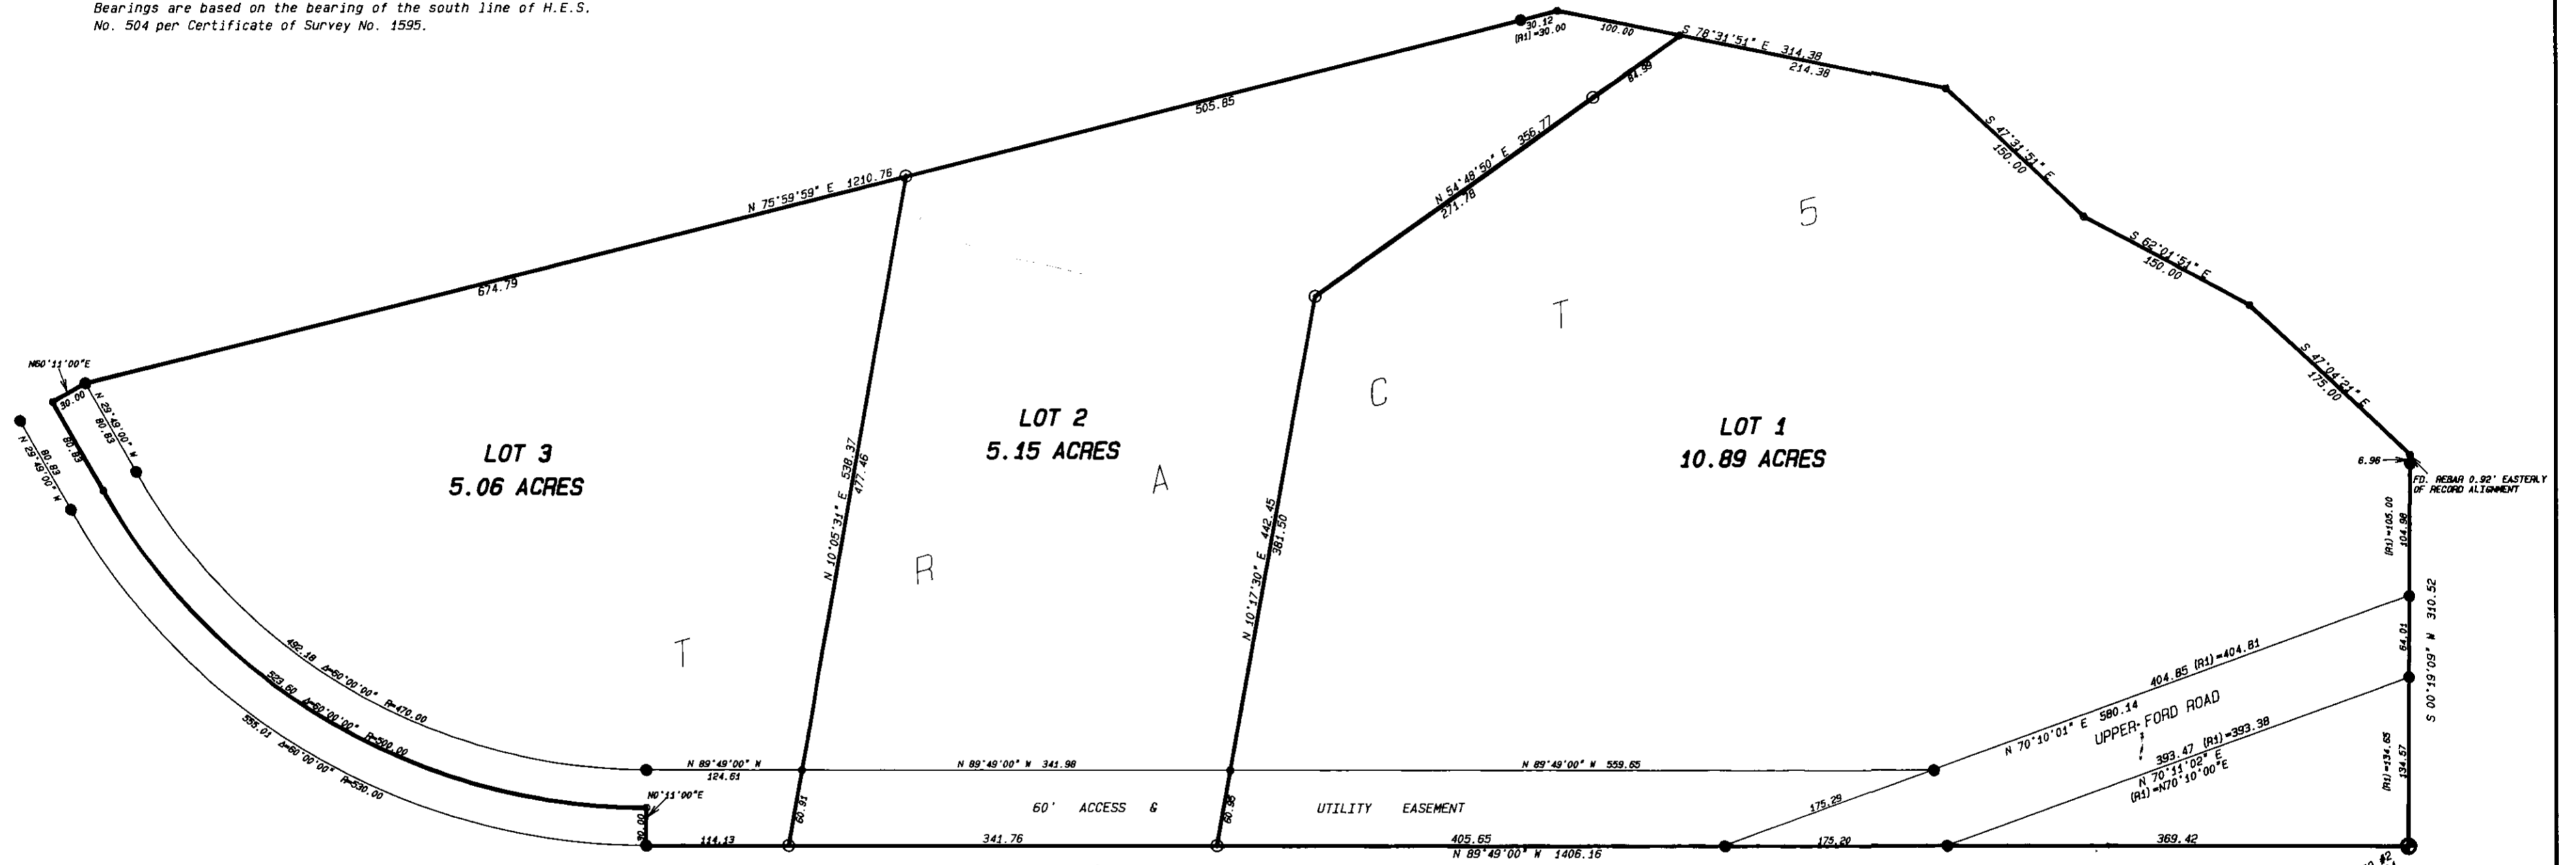 Bearings are based on the bearing of the south line of H.E.S.
No. 504 per Certificate of Survey No. 1595.
30.12
(R1)=30.00
100.00
S 78°31'51" E 314.38
214.38
84.99
505.85
N 54°48'50" E 356.77
271.78
S 47°31'51" E
150.00
N 75°59'59" E 1210.76
674.79
5
S 62°01'51" E
150.00
T
S 47°04'21" E
175.00
N60°11'00"E
30.00
N 29°49'00" W
80.83
80.83
80.83
N 29°49'00" W
C
LOT 3
5.06 ACRES
LOT 2
5.15 ACRES
LOT 1
10.89 ACRES
A
6.96
FD. REBAR 0.92' EASTERLY
OF RECORD ALIGNMENT
N 10°05'31" E 538.37
477.46
N 10°17'30" E 442.45
381.50
(R1)=105.00
104.98
R
T
64.01
S 00°19'09" W 310.52
492.18 Δ=60°00'00" R=470.00
523.60 Δ=60°00'00" R=500.00
555.01 Δ=60°00'00" R=530.00
404.85 (R1)=404.81
N 70°10'01" E 580.14
UPPER FORD ROAD
393.47 (R1)=393.38
N 70°11'02" E
(R1)=N70°10'00"E
(R1)=134.65
134.57
N 89°49'00" W
124.61
N 89°49'00" W 341.98
N 89°49'00" W 559.65
N0°11'00"E
30.00
60.91
60.95
60' ACCESS & UTILITY EASEMENT
175.29
114.13
341.76
405.65
175.20
369.42
N 89°49'00" W 1406.16
#2